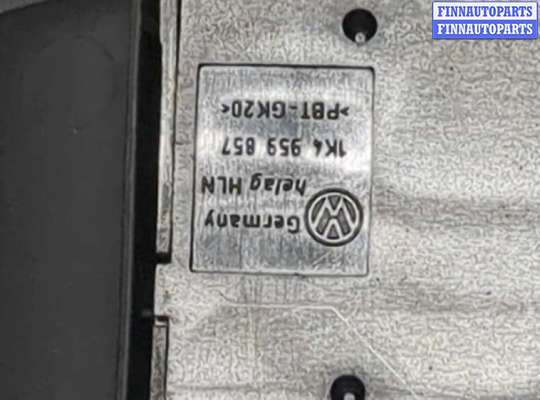 FINNAUTOPARTS
FINNAUTOPARTS
Germany
helag HLN
1K4 959 857
>PBT-GK20<